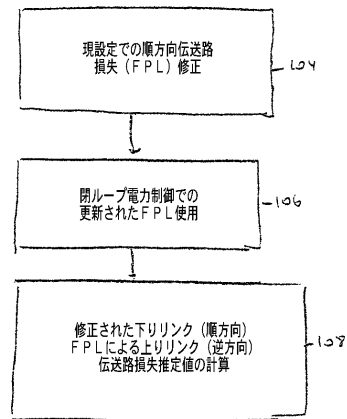 現設定での順方向伝送路
損失(FPL)修正
104
閉ループ電力制御での
更新されたFPL使用
106
修正された下りリンク(順方向)
FPLによる上りリンク(逆方向)
伝送路損失推定値の計算
108